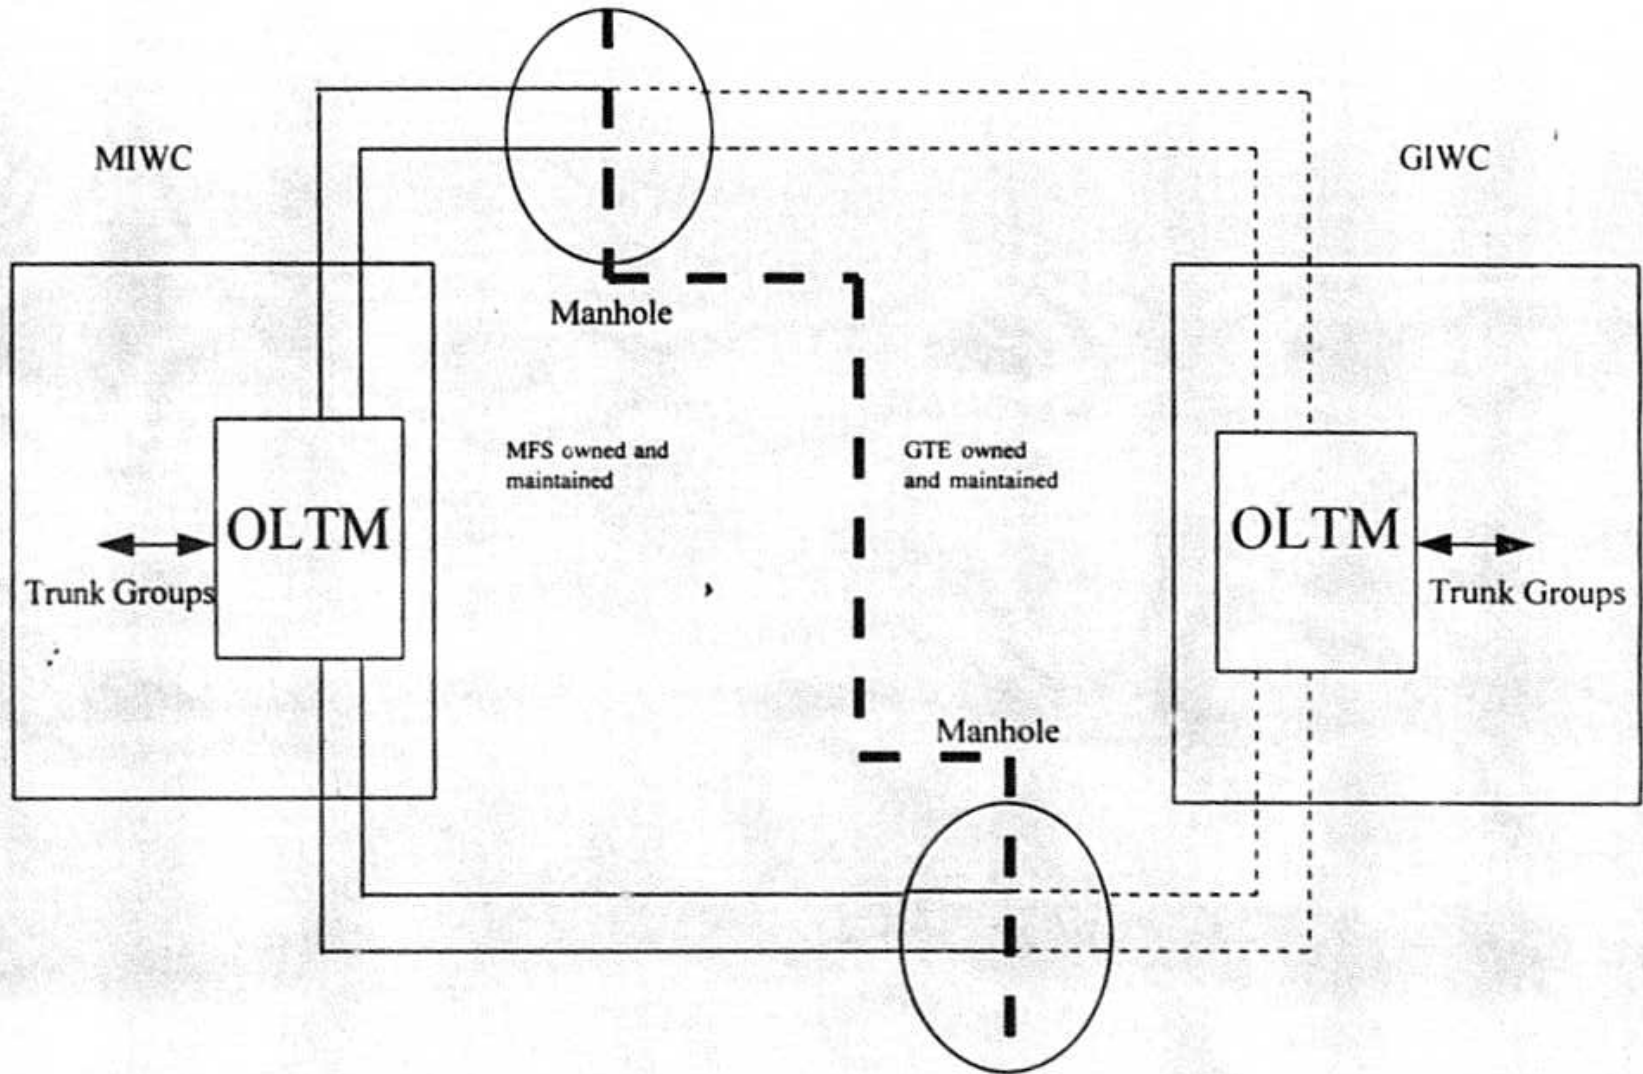 MIWC
GIWC
Manhole
MFS owned and
maintained
GTE owned
and maintained
OLTM
Trunk Groups
OLTM
Trunk Groups
Manhole